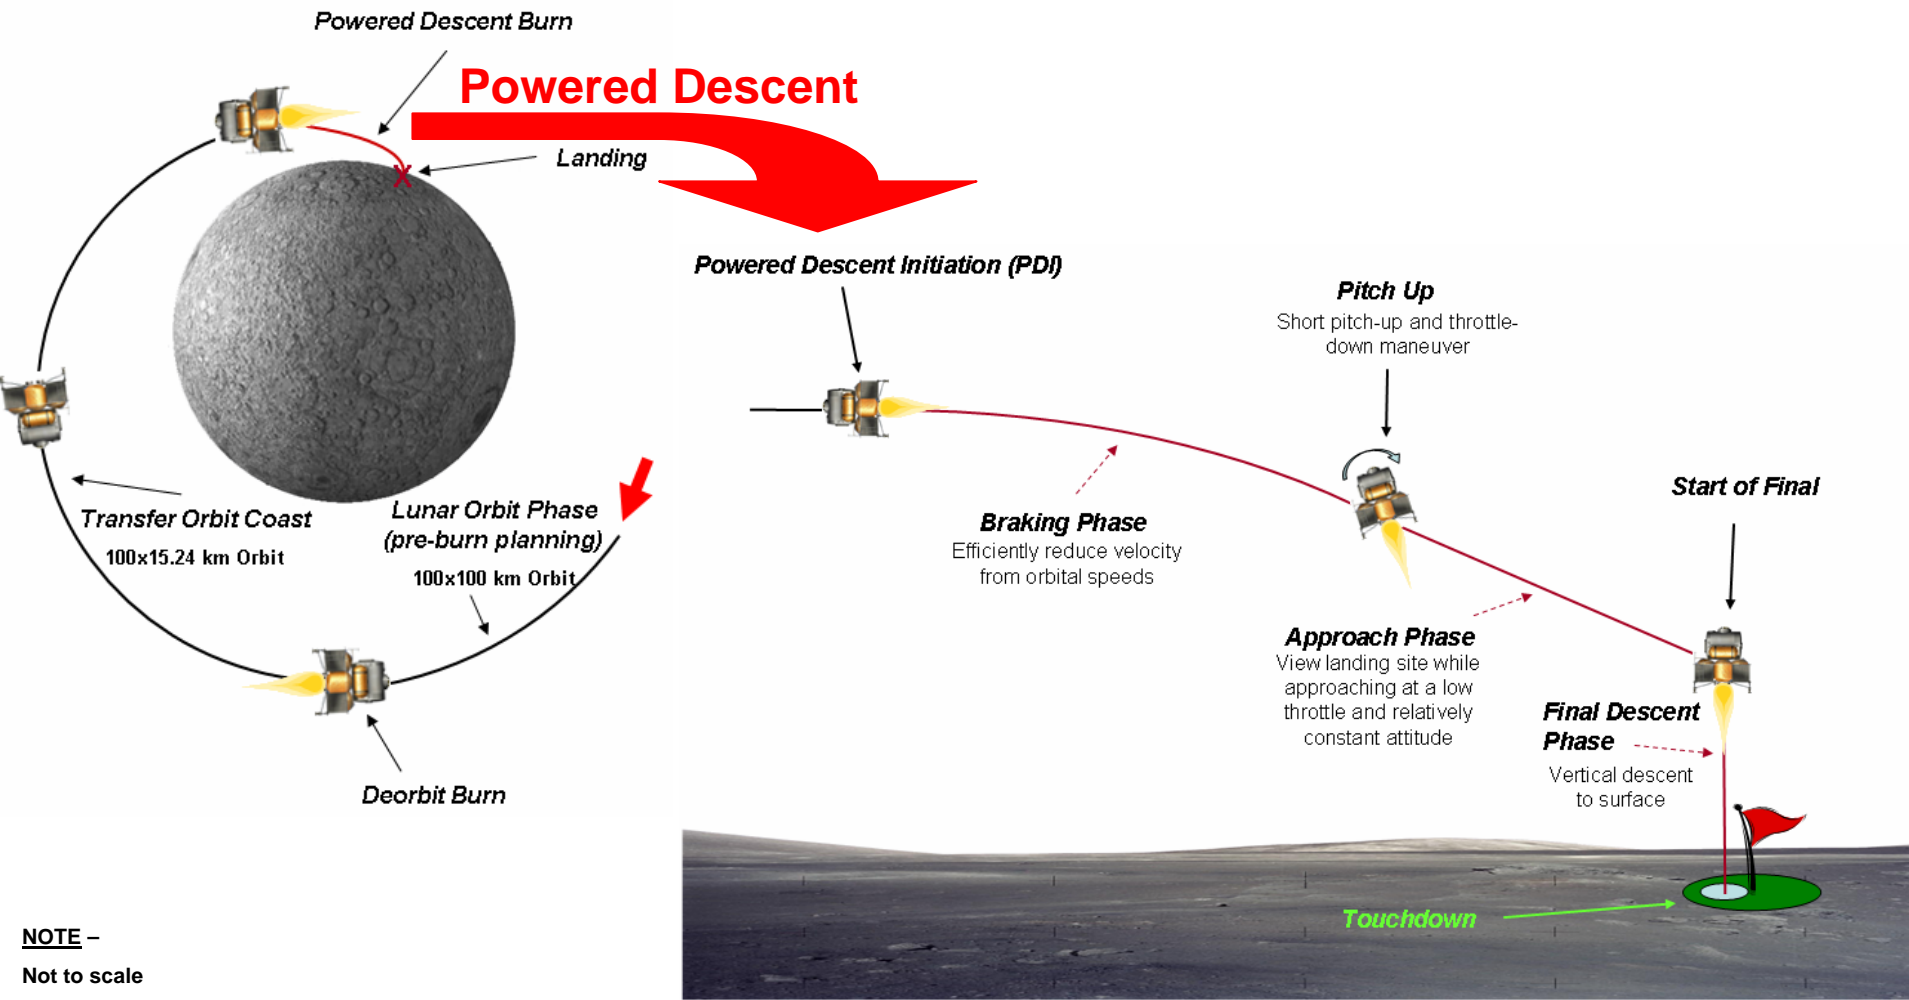 Powered Descent Burn
Powered Descent
Landing
Transfer Orbit Coast
100x15.24 km Orbit
Lunar Orbit Phase
(pre-burn planning)
100x100 km Orbit
Deorbit Burn
NOTE –
Not to scale
Powered Descent Initiation (PDI)
Pitch Up
Short pitch-up and throttle-
down maneuver
Braking Phase
Efficiently reduce velocity
from orbital speeds
Start of Final
Approach Phase
View landing site while
approaching at a low
throttle and relatively
constant attitude
Final Descent
Phase
Vertical descent
to surface
Touchdown